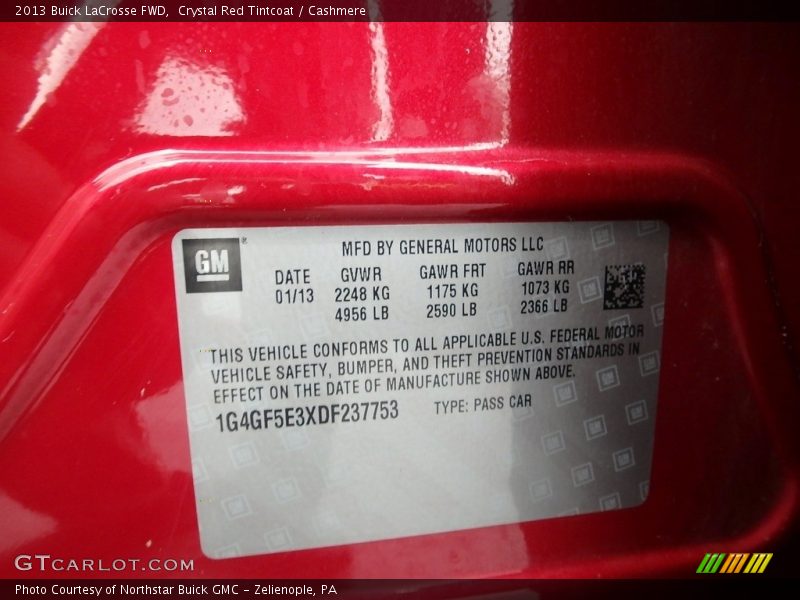 2013 Buick LaCrosse FWD,  Crystal Red Tintcoat / Cashmere
GM
®
MFD BY GENERAL MOTORS LLC
DATE GVWR GAWR FRT GAWR RR
01/13 2248 KG 1175 KG 1073 KG
4956 LB 2590 LB 2366 LB
THIS VEHICLE CONFORMS TO ALL APPLICABLE U.S. FEDERAL MOTOR
VEHICLE SAFETY, BUMPER, AND THEFT PREVENTION STANDARDS IN
EFFECT ON THE DATE OF MANUFACTURE SHOWN ABOVE.
1G4GF5E3XDF237753 TYPE: PASS CAR
GTCARLOT.COM
Photo Courtesy of Northstar Buick GMC - Zelienople, PA